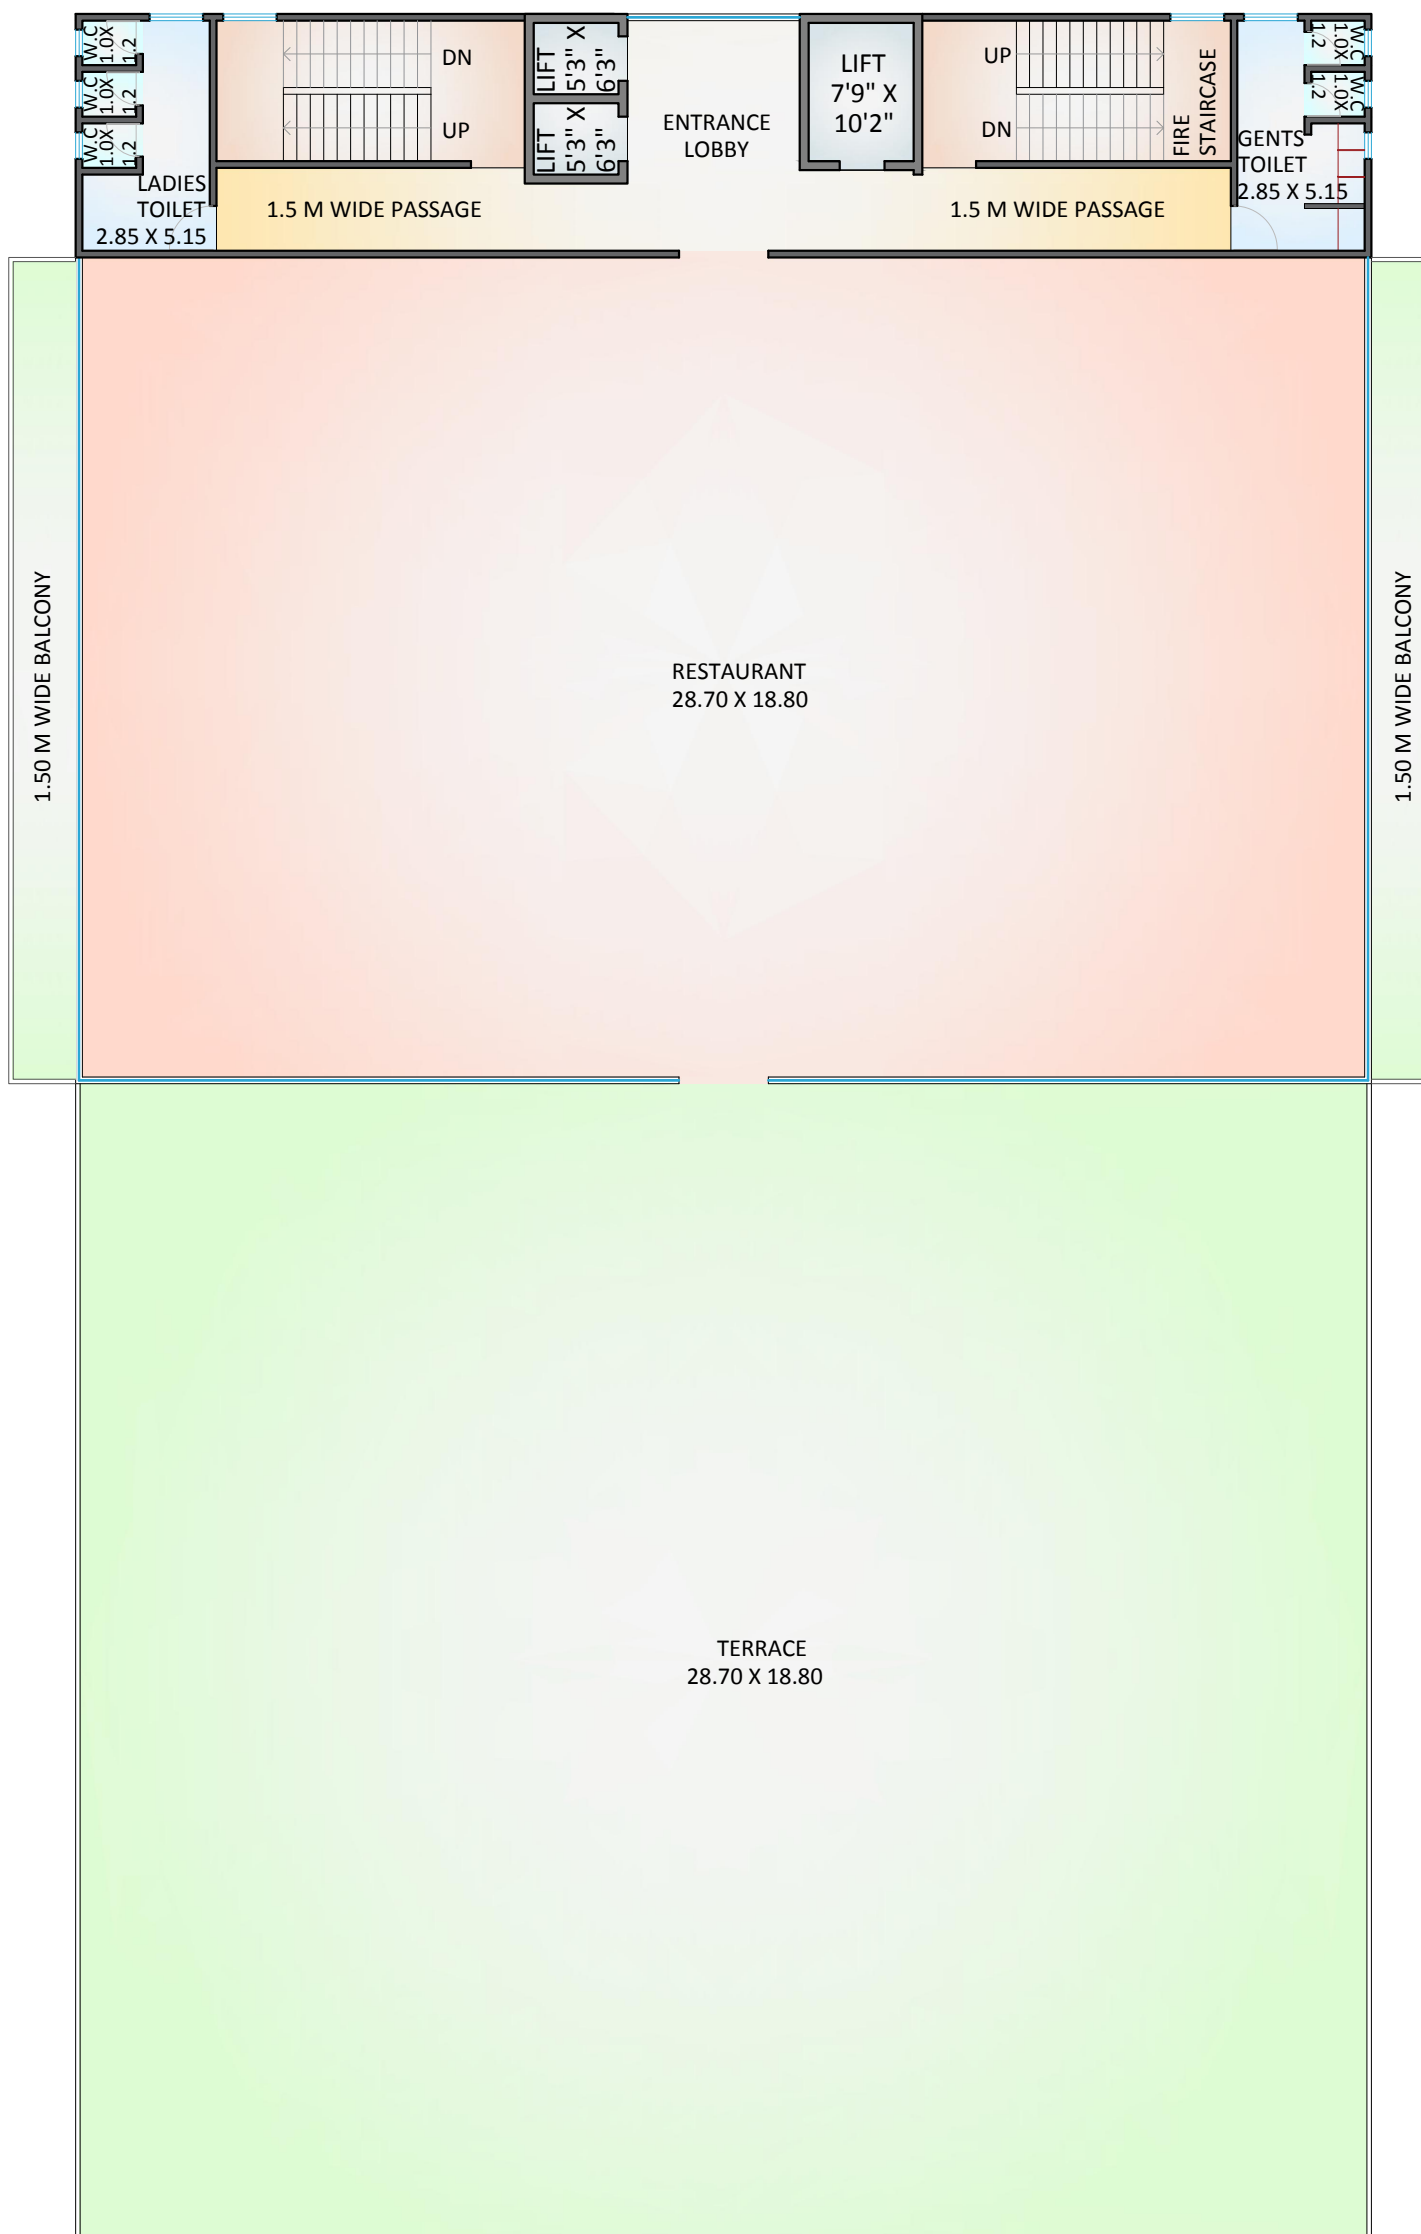 W.C
1.0X
1.2
W.C
1.0X
1.2
W.C
1.0X
1.2
LADIES
TOILET
2.85 X 5.15
DN
UP
1.5 M WIDE PASSAGE
LIFT
5'3" X
6'3"
LIFT
5'3" X
6'3"
ENTRANCE
LOBBY
LIFT
7'9" X
10'2"
UP
DN
FIRE
STAIRCASE
1.5 M WIDE PASSAGE
W.C
1.0X
1.2
W.C
1.0X
1.2
GENTS
TOILET
2.85 X 5.15
1.50 M WIDE BALCONY
RESTAURANT
28.70 X 18.80
1.50 M WIDE BALCONY
TERRACE
28.70 X 18.80